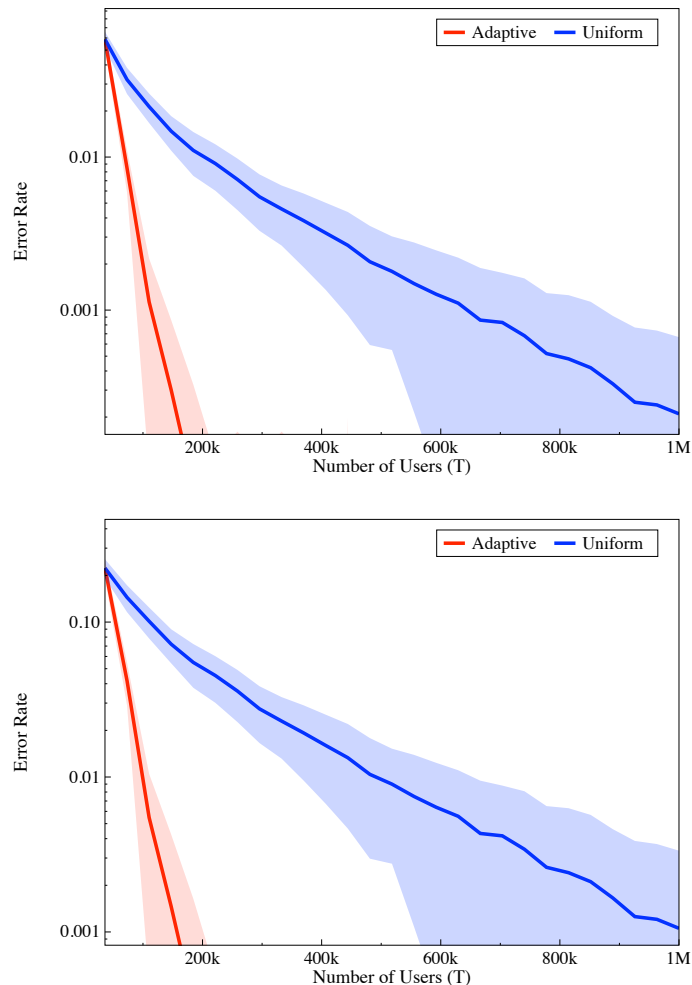 Adaptive Uniform
0.01
0.001
Error Rate
200k 400k 600k 800k 1M
Number of Users (T)
Adaptive Uniform
0.10
0.01
0.001
Error Rate
200k 400k 600k 800k 1M
Number of Users (T)